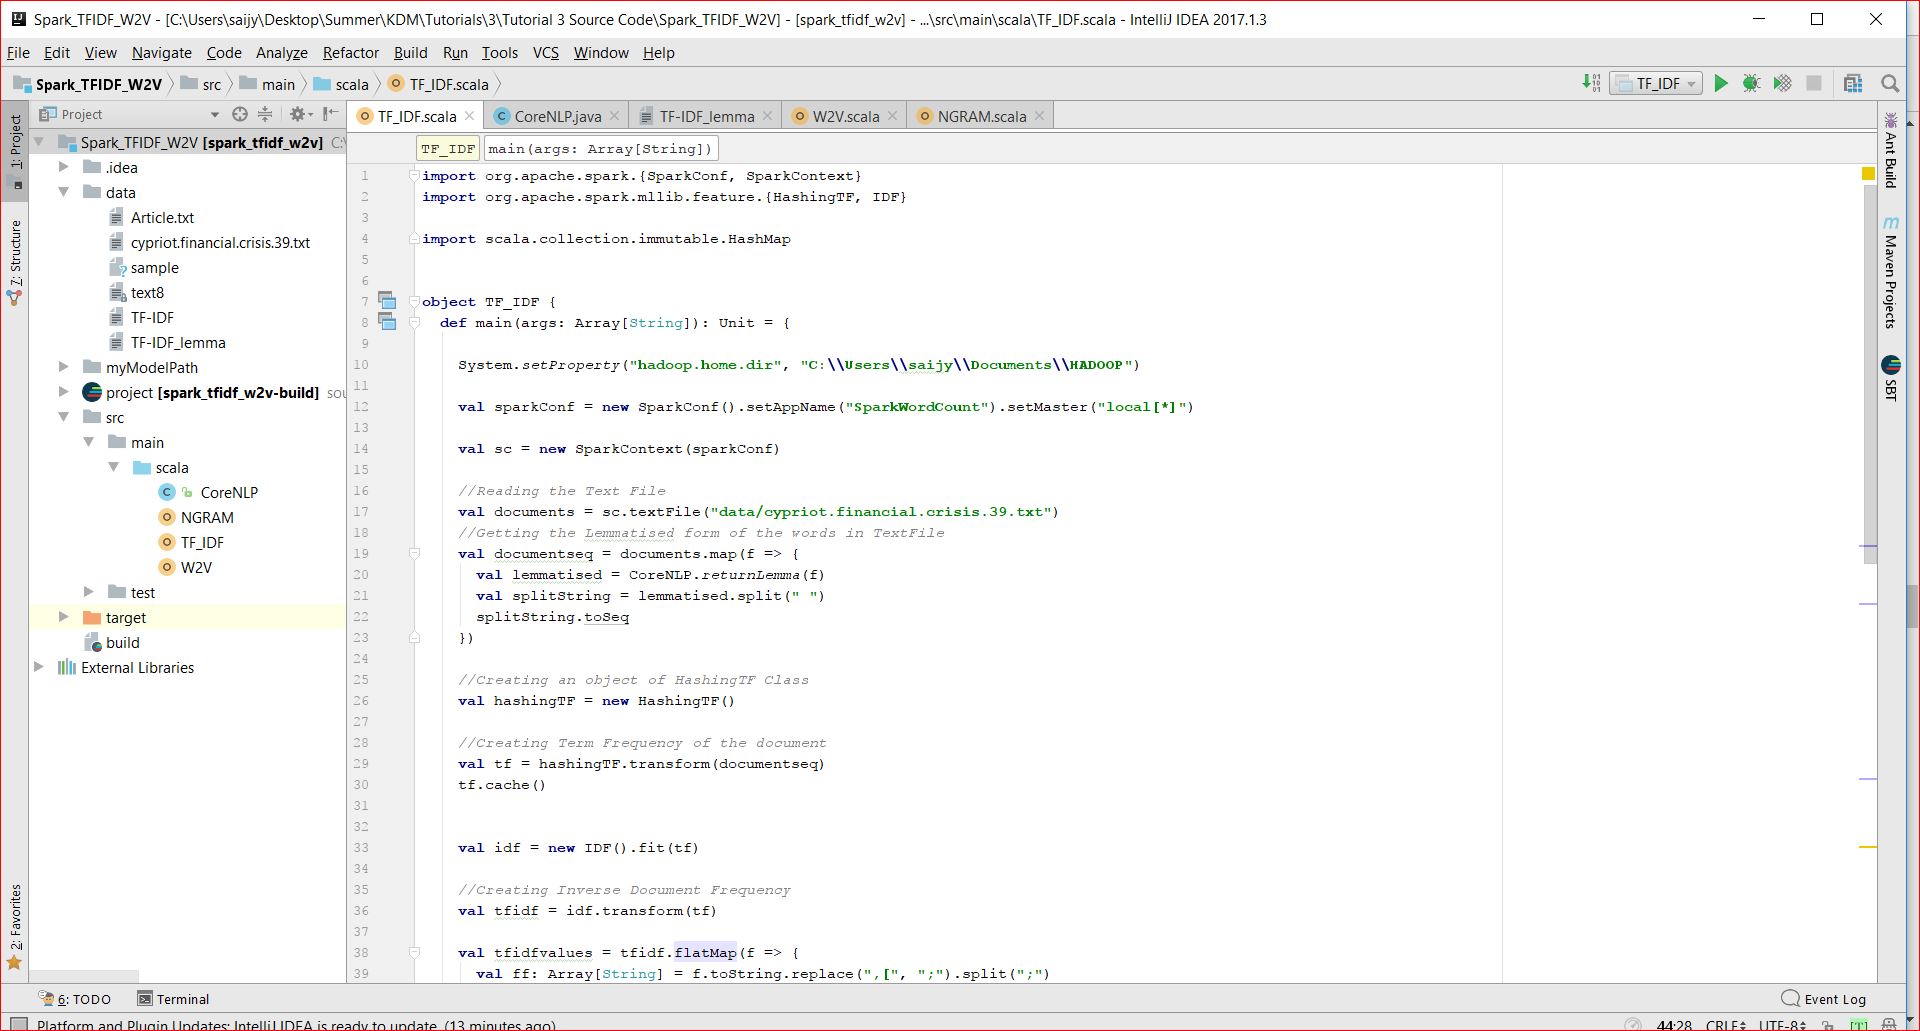 Spark_TFIDF_W2V - [C:\Users\saijy\Desktop\Summer\KDM\Tutorials\3\Tutorial 3 Source Code\Spark_TFIDF_W2V] - [spark_tfidf_w2v] - ...\src\main\scala\TF_IDF.scala - IntelliJ IDEA 2017.1.3
File Edit View Navigate Code Analyze Refactor Build Run Tools VCS Window Help
Spark_TFIDF_W2V src main scala TF_IDF.scala TF_IDF
Project
TF_IDF.scala CoreNLP.java TF-IDF_lemma W2V.scala NGRAM.scala
1: Project
7: Structure
2: Favorites
Spark_TFIDF_W2V [spark_tfidf_w2v] C:\
.idea
data
Article.txt
cypriot.financial.crisis.39.txt
sample
text8
TF-IDF
TF-IDF_lemma
myModelPath
project [spark_tfidf_w2v-build] sou
src
main
scala
CoreNLP
NGRAM
TF_IDF
W2V
test
target
build
External Libraries
TF_IDF main(args: Array[String])
1 import org.apache.spark.{SparkConf, SparkContext}
2 import org.apache.spark.mllib.feature.{HashingTF, IDF}
3
4 import scala.collection.immutable.HashMap
5
6
7 object TF_IDF {
8 def main(args: Array[String]): Unit = {
9
10 System.setProperty("hadoop.home.dir", "C:\\Users\\saijy\\Documents\\HADOOP")
11
12 val sparkConf = new SparkConf().setAppName("SparkWordCount").setMaster("local[*]")
13
14 val sc = new SparkContext(sparkConf)
15
16 //Reading the Text File
17 val documents = sc.textFile("data/cypriot.financial.crisis.39.txt")
18 //Getting the Lemmatised form of the words in TextFile
19 val documentseq = documents.map(f => {
20 val lemmatised = CoreNLP.returnLemma(f)
21 val splitString = lemmatised.split(" ")
22 splitString.toSeq
23 })
24
25 //Creating an object of HashingTF Class
26 val hashingTF = new HashingTF()
27
28 //Creating Term Frequency of the document
29 val tf = hashingTF.transform(documentseq)
30 tf.cache()
31
32
33 val idf = new IDF().fit(tf)
34
35 //Creating Inverse Document Frequency
36 val tfidf = idf.transform(tf)
37
38 val tfidfvalues = tfidf.flatMap(f => {
39 val ff: Array[String] = f.toString.replace(",[", ";").split(";")
Ant Build
m Maven Projects
SBT
6: TODO Terminal Event Log
Platform and Plugin Updates: IntelliJ IDEA is ready to update. (13 minutes ago) 44:28 CRLF UTF-8 [T]